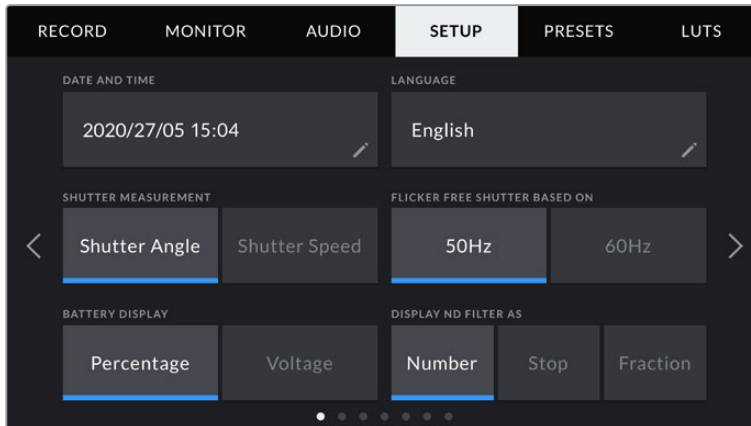 RECORD MONITOR AUDIO SETUP PRESETS LUTS
DATE AND TIME LANGUAGE
2020/27/05 15:04 English
SHUTTER MEASUREMENT FLICKER FREE SHUTTER BASED ON
Shutter Angle Shutter Speed 50Hz 60Hz
BATTERY DISPLAY DISPLAY ND FILTER AS
Percentage Voltage Number Stop Fraction